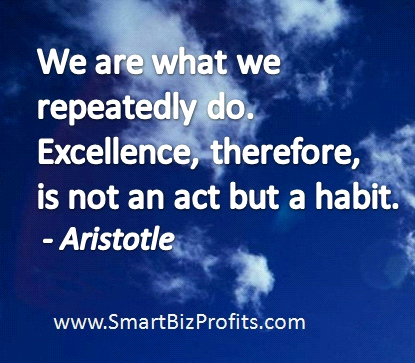 We are what we
repeatedly do.
Excellence, therefore,
is not an act but a habit.
- Aristotle
www.SmartBizProfits.com